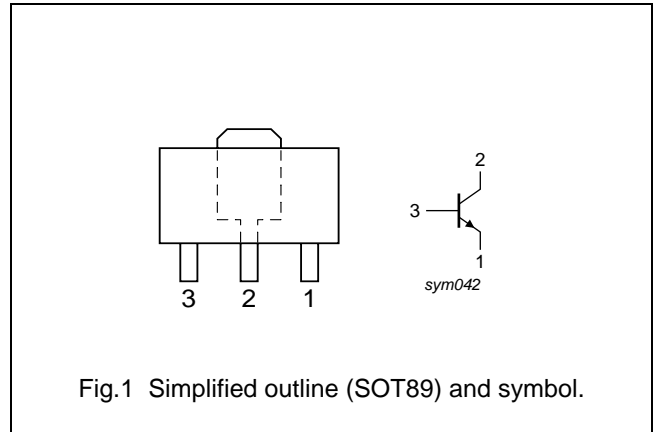 2
3
1
sym042
3 2 1
Fig.1 Simplified outline (SOT89) and symbol.